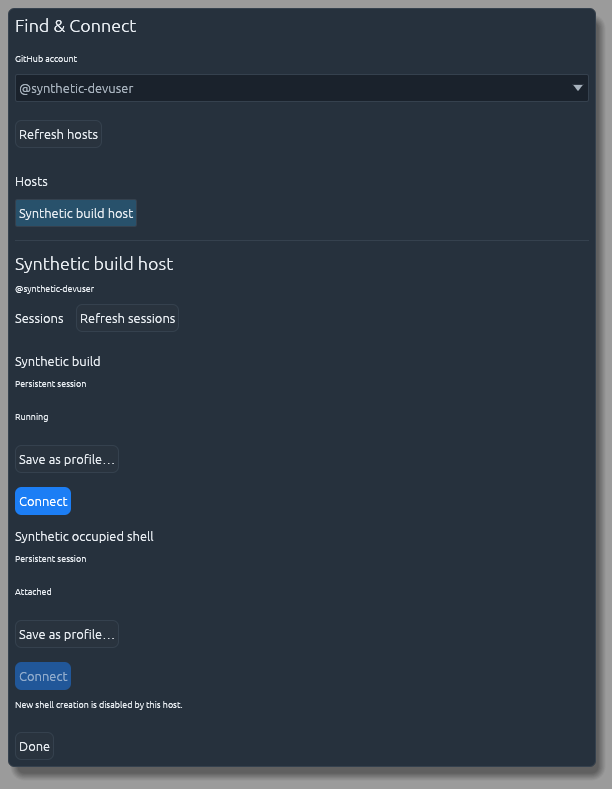 Find & Connect
GitHub account
@synthetic-devuser
Refresh hosts
Hosts
Synthetic build host
Synthetic build host
@synthetic-devuser
Sessions Refresh sessions
Synthetic build
Persistent session
Running
Save as profile…
Connect
Synthetic occupied shell
Persistent session
Attached
Save as profile…
Connect
New shell creation is disabled by this host.
Done